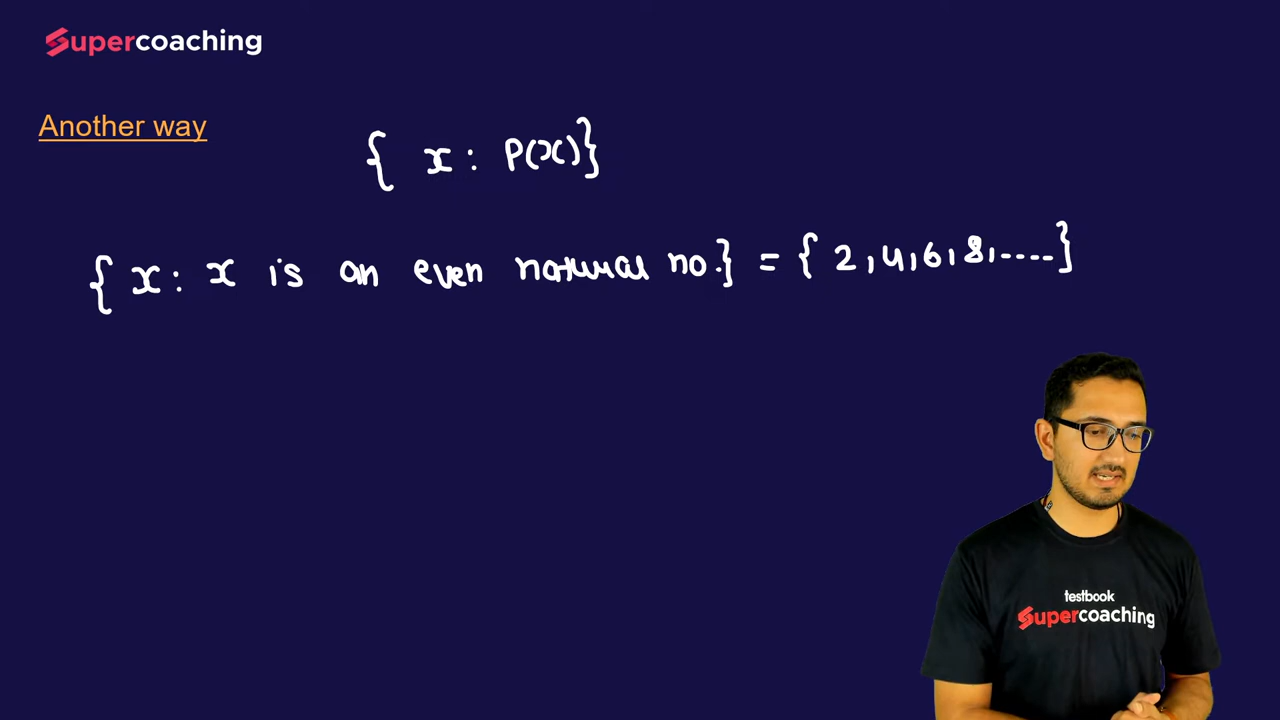 Supercoaching
Another way
{ x : P(x)}
{ x : x is an even natural no.} = { 2,4,6,8,....}
testbook
Supercoaching